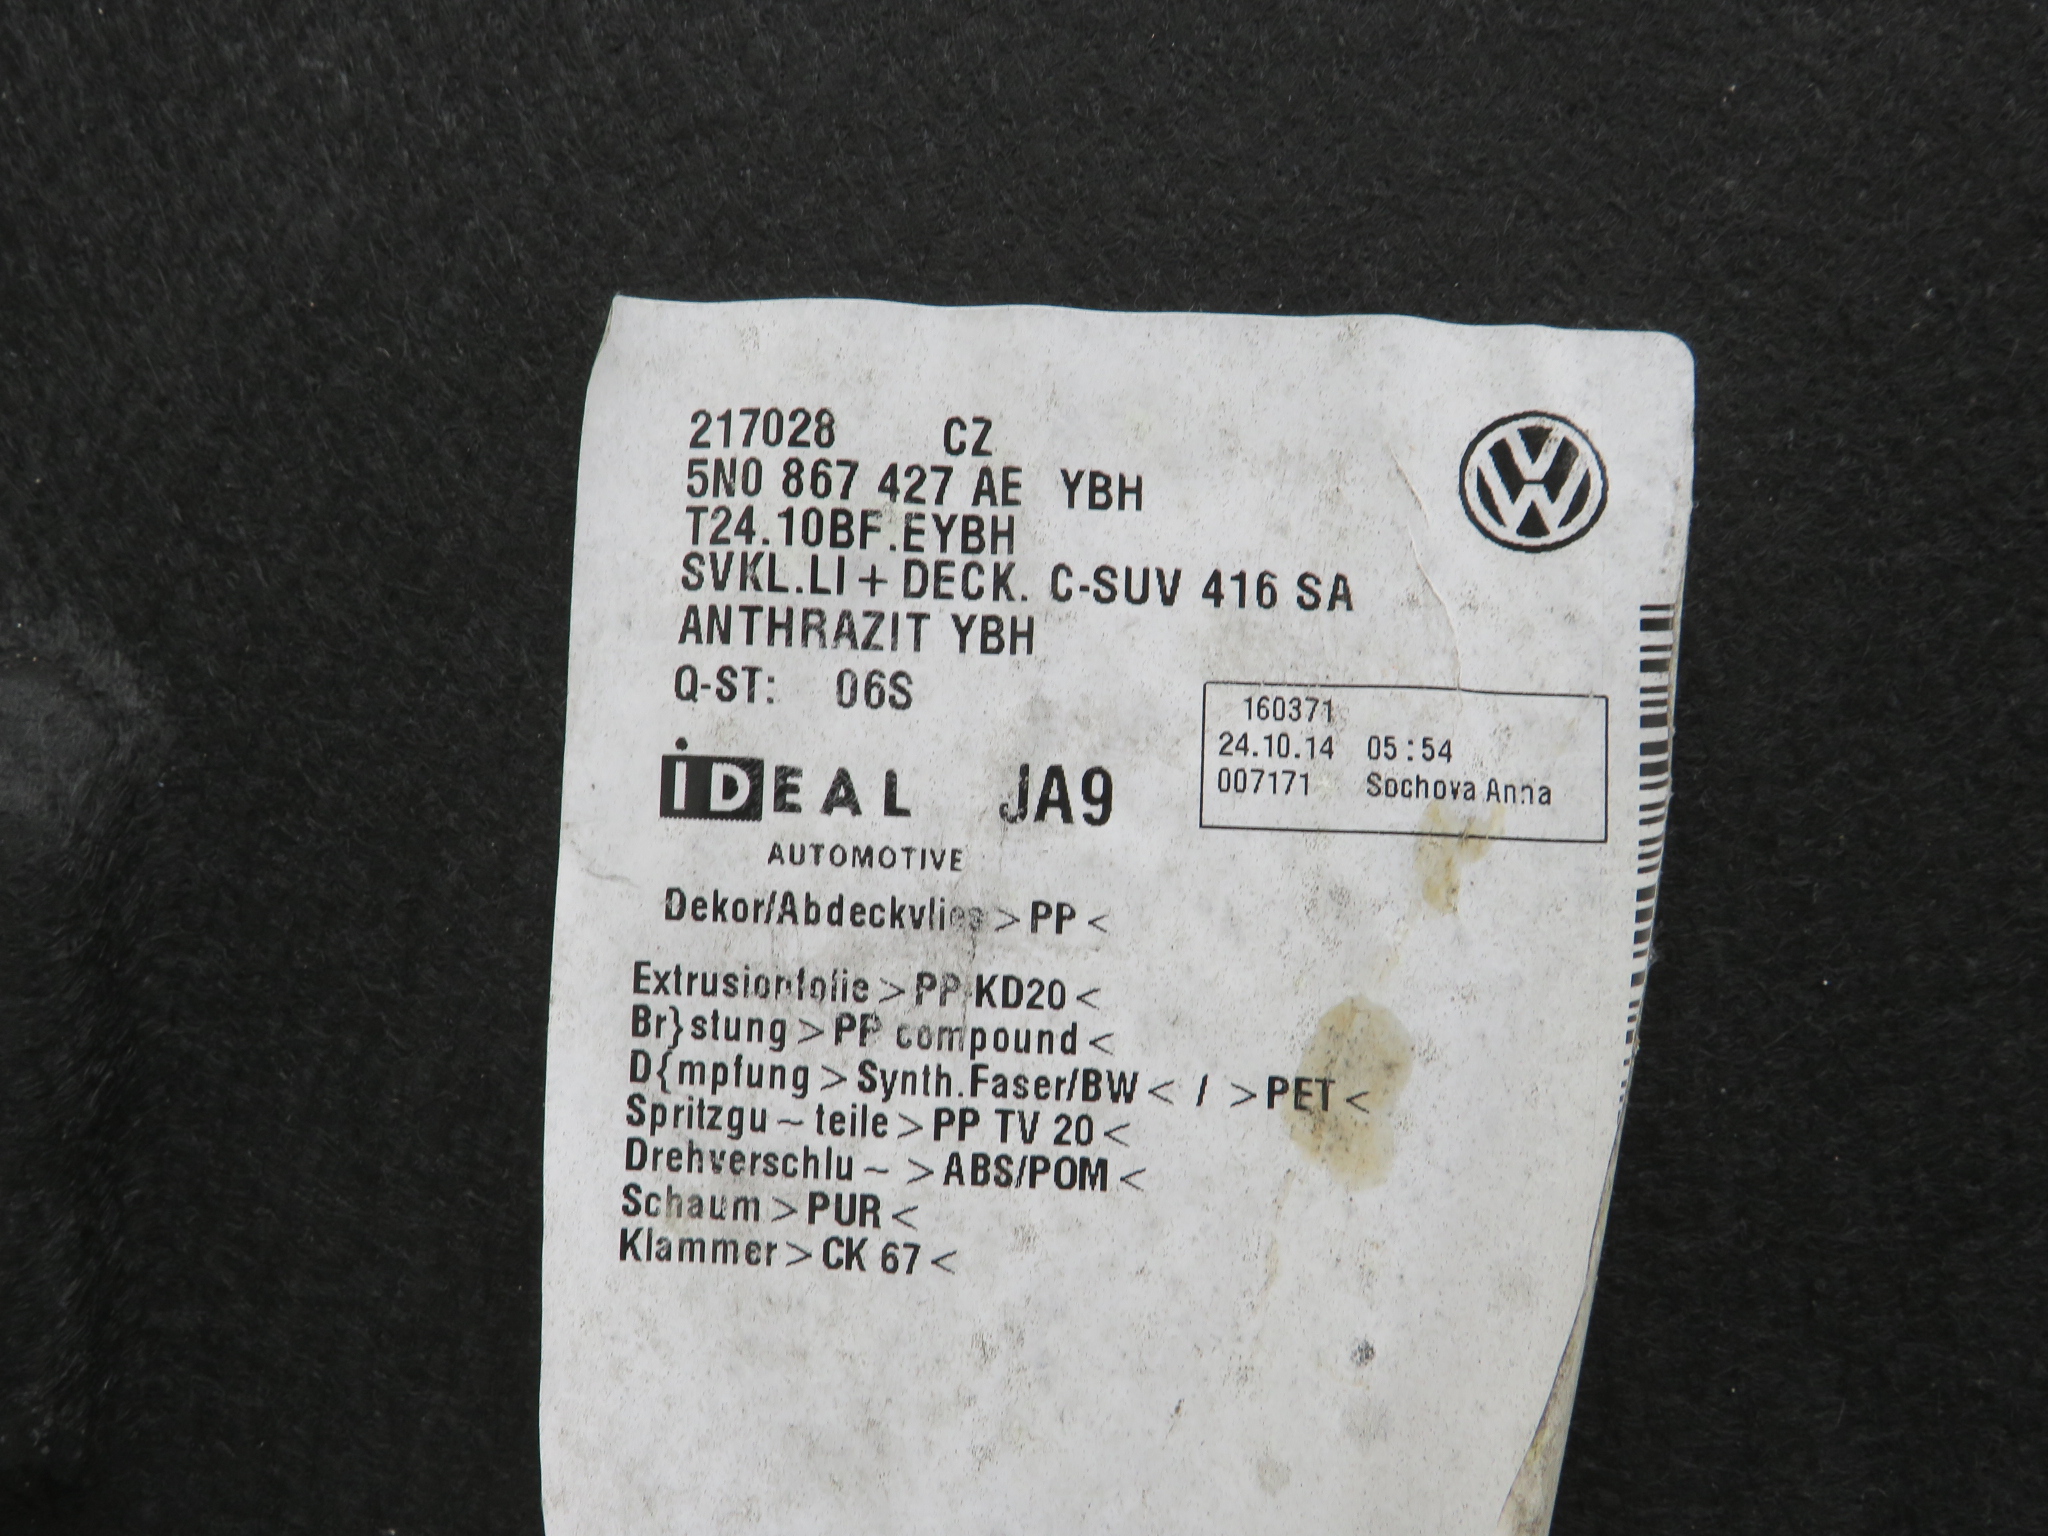 217028 CZ
5N0 867 427 AE YBH
T24.10BF.EYBH
SVKL.LI + DECK. C-SUV 416 SA
ANTHRAZIT YBH
Q-ST: 06S
160371
24.10.14 05:54
007171 Sochova Anna
iDEAL JA9
AUTOMOTIVE
Dekor/Abdeckvlies > PP <
Extrusionfolie > PP KD20 <
Br}stung > PP compound <
D{mpfung > Synth.Faser/BW < / > PET <
Spritzgu ~ teile > PP TV 20 <
Drehverschlu ~ > ABS/POM <
Schaum > PUR <
Klammer > CK 67 <